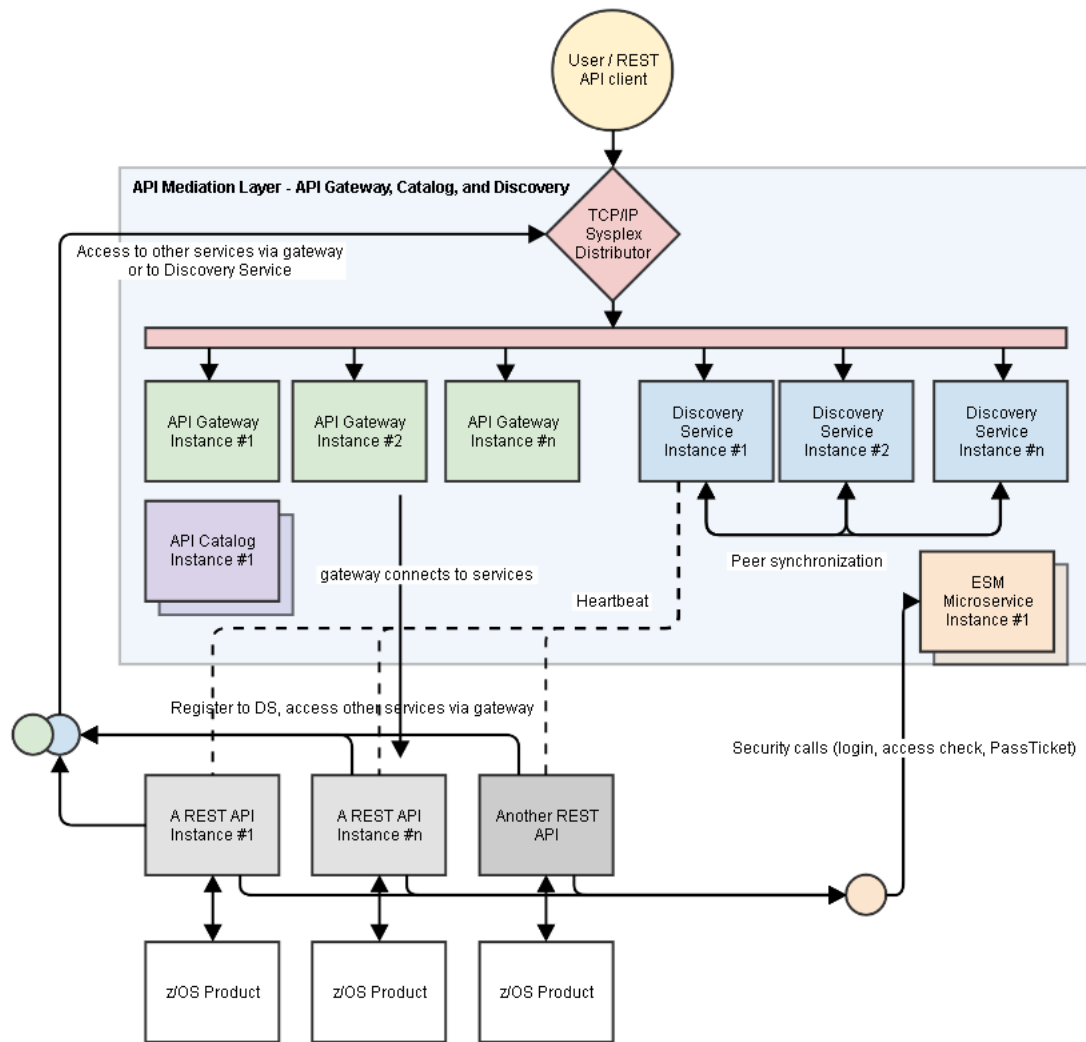 User / REST
API client
API Mediation Layer - API Gateway, Catalog, and Discovery
TCP/IP
Sysplex
Distributor
Access to other services via gateway
or to Discovery Service
API Gateway
Instance #1
API Gateway
Instance #2
API Gateway
Instance #n
Discovery
Service
Instance #1
Discovery
Service
Instance #2
Discovery
Service
Instance #n
API Catalog
Instance #1
gateway connects to services
Peer synchronization
Heartbeat
ESM
Microservice
Instance #1
Register to DS, access other services via gateway
Security calls (login, access check, PassTicket)
A REST API
Instance #1
A REST API
Instance #n
Another REST
API
z/OS Product
z/OS Product
z/OS Product